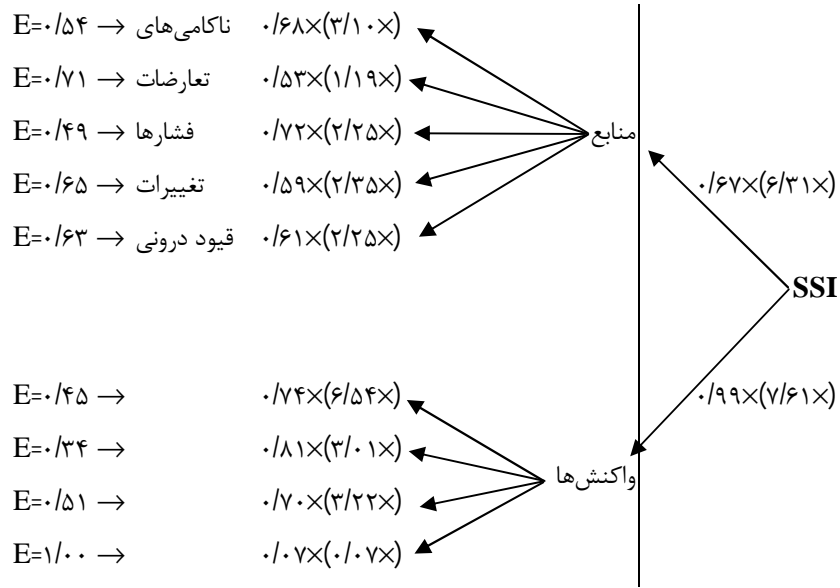 E=۰/۵۴ → ناکامی‌های ۰/۶۸×(۳/۱۰×)
E=۰/۷۱ → تعارضات ۰/۵۳×(۱/۱۹×)
E=۰/۴۹ → فشارها ۰/۷۲×(۲/۲۵×)
منابع
E=۰/۶۵ → تغییرات ۰/۵۹×(۲/۳۵×)
۰/۶۷×(۶/۳۱×)
E=۰/۶۳ → قیود درونی ۰/۶۱×(۲/۲۵×)
SSI
E=۰/۴۵ → ۰/۷۴×(۶/۵۴×)
۰/۹۹×(۷/۶۱×)
E=۰/۳۴ → ۰/۸۱×(۳/۰۱×)
واکنش‌ها
E=۰/۵۱ → ۰/۷۰×(۳/۲۲×)
E=۱/۰۰ → ۰/۰۷×(۰/۰۷×)